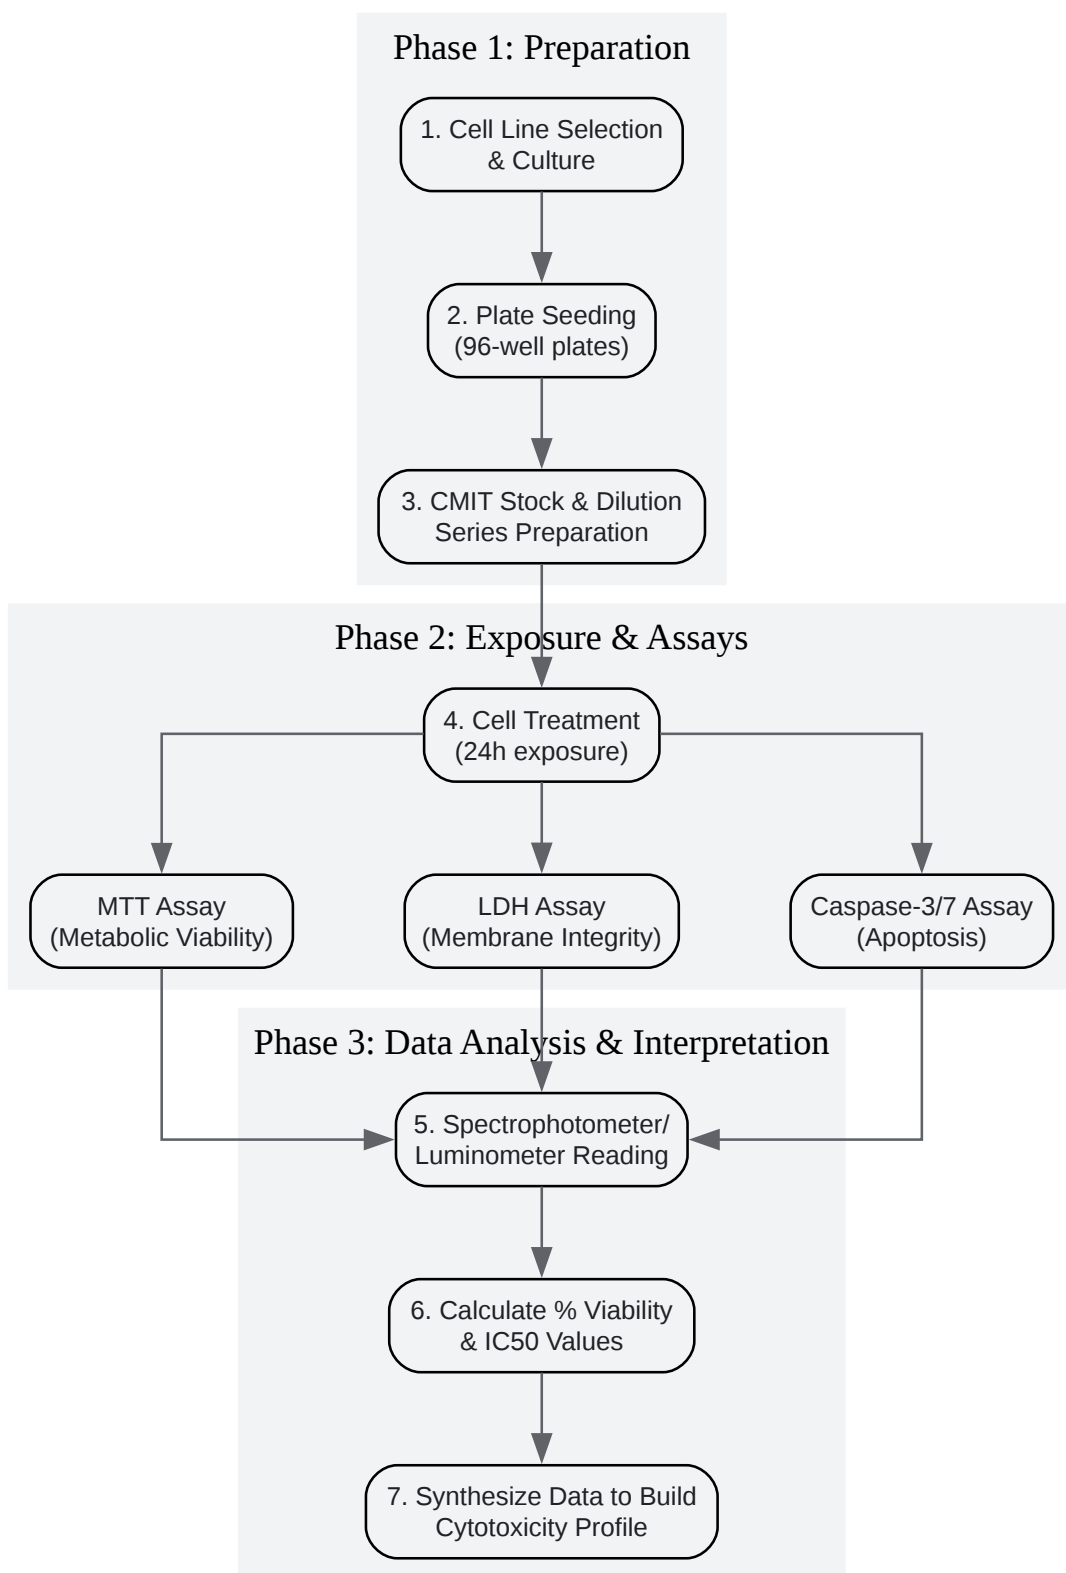 Phase 1: Preparation
1. Cell Line Selection
& Culture
2. Plate Seeding
(96-well plates)
3. CMIT Stock & Dilution
Series Preparation
Phase 2: Exposure & Assays
4. Cell Treatment
(24h exposure)
MTT Assay
(Metabolic Viability)
LDH Assay
(Membrane Integrity)
Caspase-3/7 Assay
(Apoptosis)
Phase 3: Data Analysis & Interpretation
5. Spectrophotometer/
Luminometer Reading
6. Calculate % Viability
& IC50 Values
7. Synthesize Data to Build
Cytotoxicity Profile